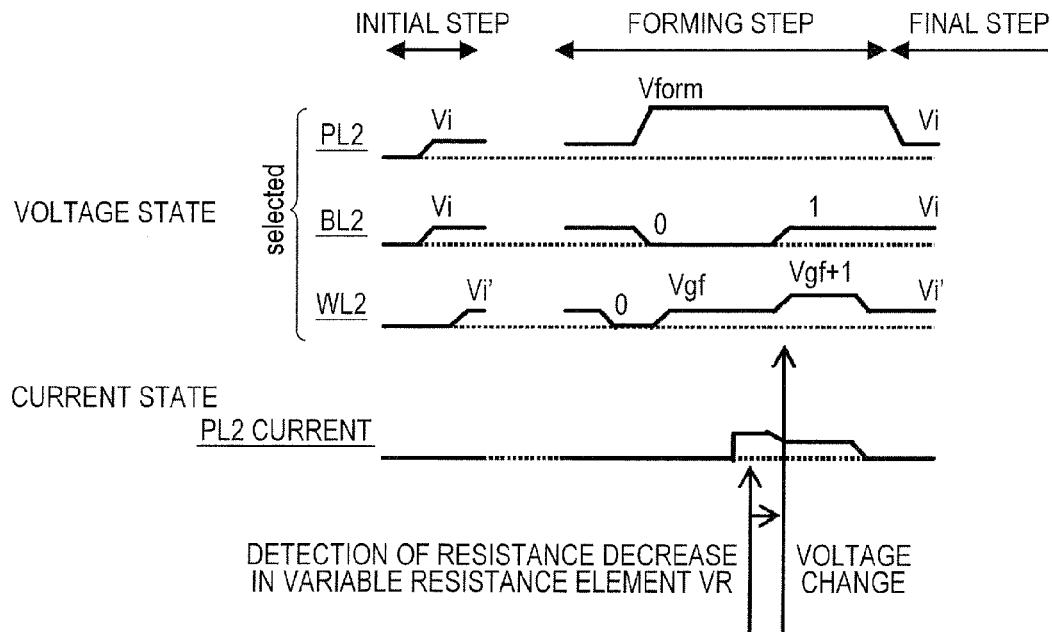 INITIAL STEP FORMING STEP FINAL STEP
Vform
Vi Vi
PL2
Vi 0 1 Vi
VOLTAGE STATE selected BL2
Vi' 0 Vgf Vgf+1 Vi'
WL2
CURRENT STATE
PL2 CURRENT
DETECTION OF RESISTANCE DECREASE
IN VARIABLE RESISTANCE ELEMENT VR
VOLTAGE
CHANGE